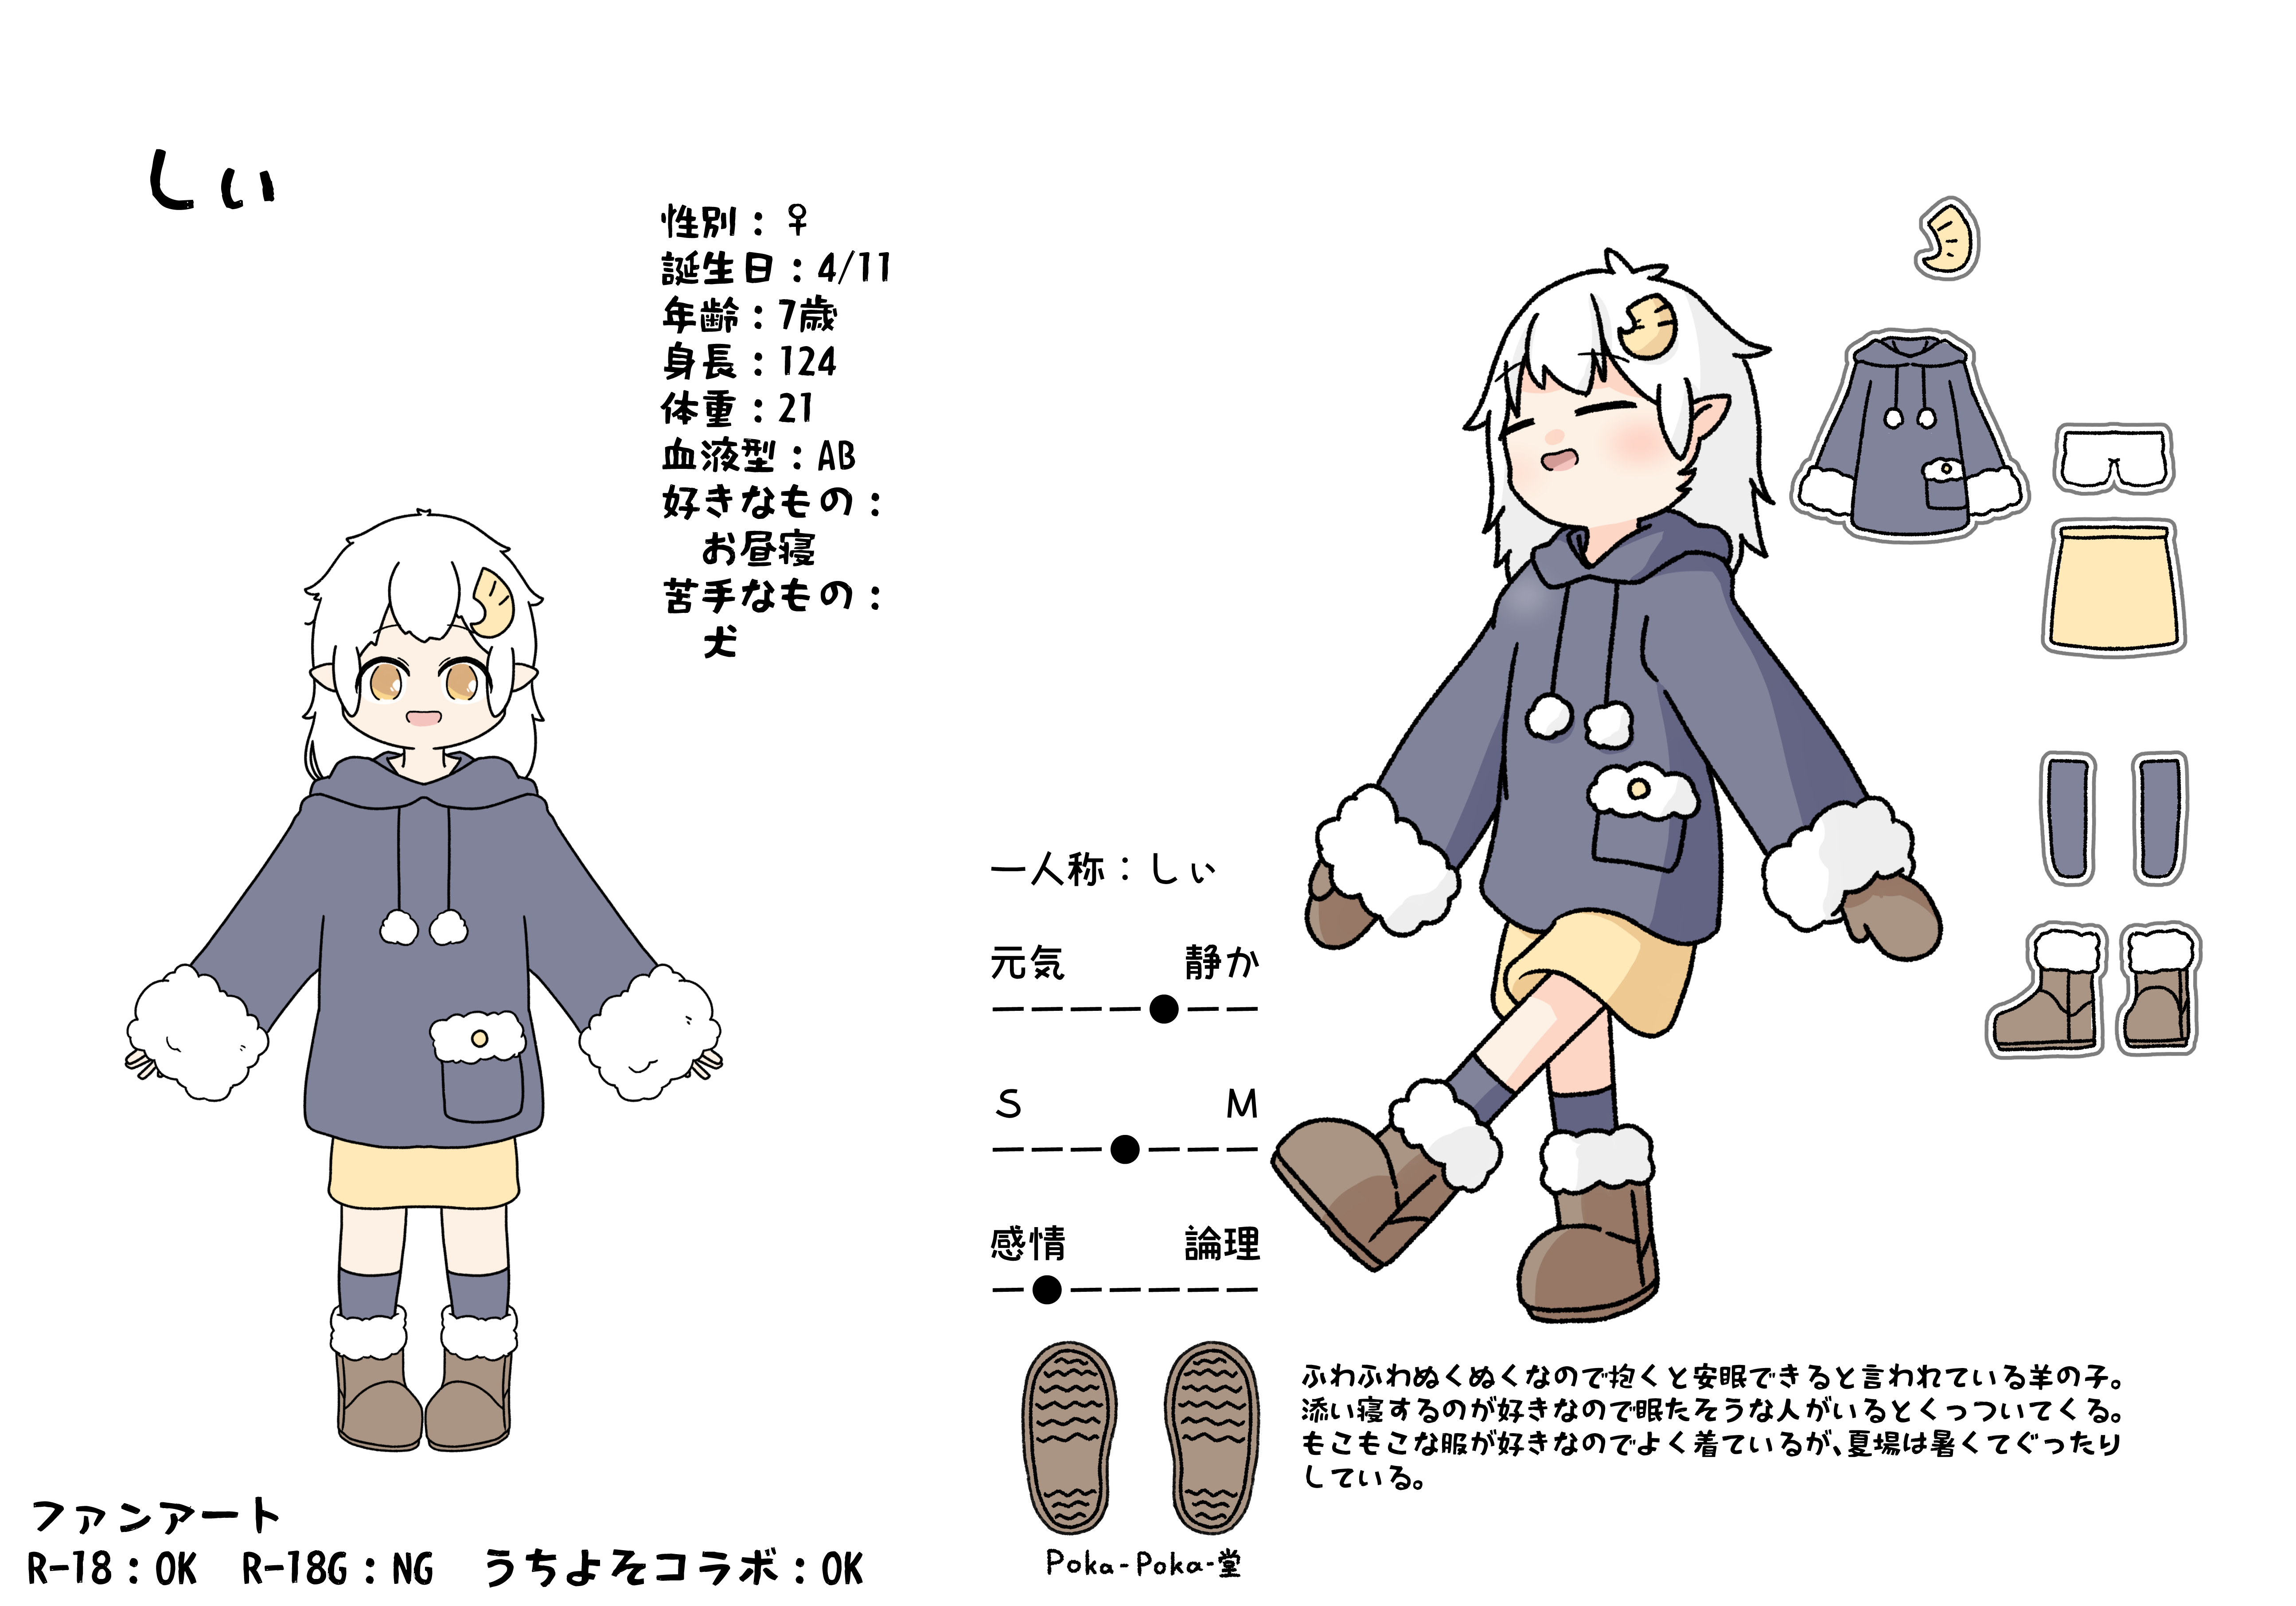 しぃ
性別：♀
誕生日：4/11
年齢：7歳
身長：124
体重：21
血液型：AB
好きなもの：
お昼寝
苦手なもの：
犬
一人称：しぃ
元気 静か
S M
感情 論理
ふわふわぬくぬくなので抱くと安眠できると言われている羊の子。
添い寝するのが好きなので眠たそうな人がいるとくっついてくる。
もこもこな服が好きなのでよく着ているが、夏場は暑くてぐったり
している。
ファンアート
R-18：OK R-18G：NG うちよそコラボ：OK
Poka-Poka-堂